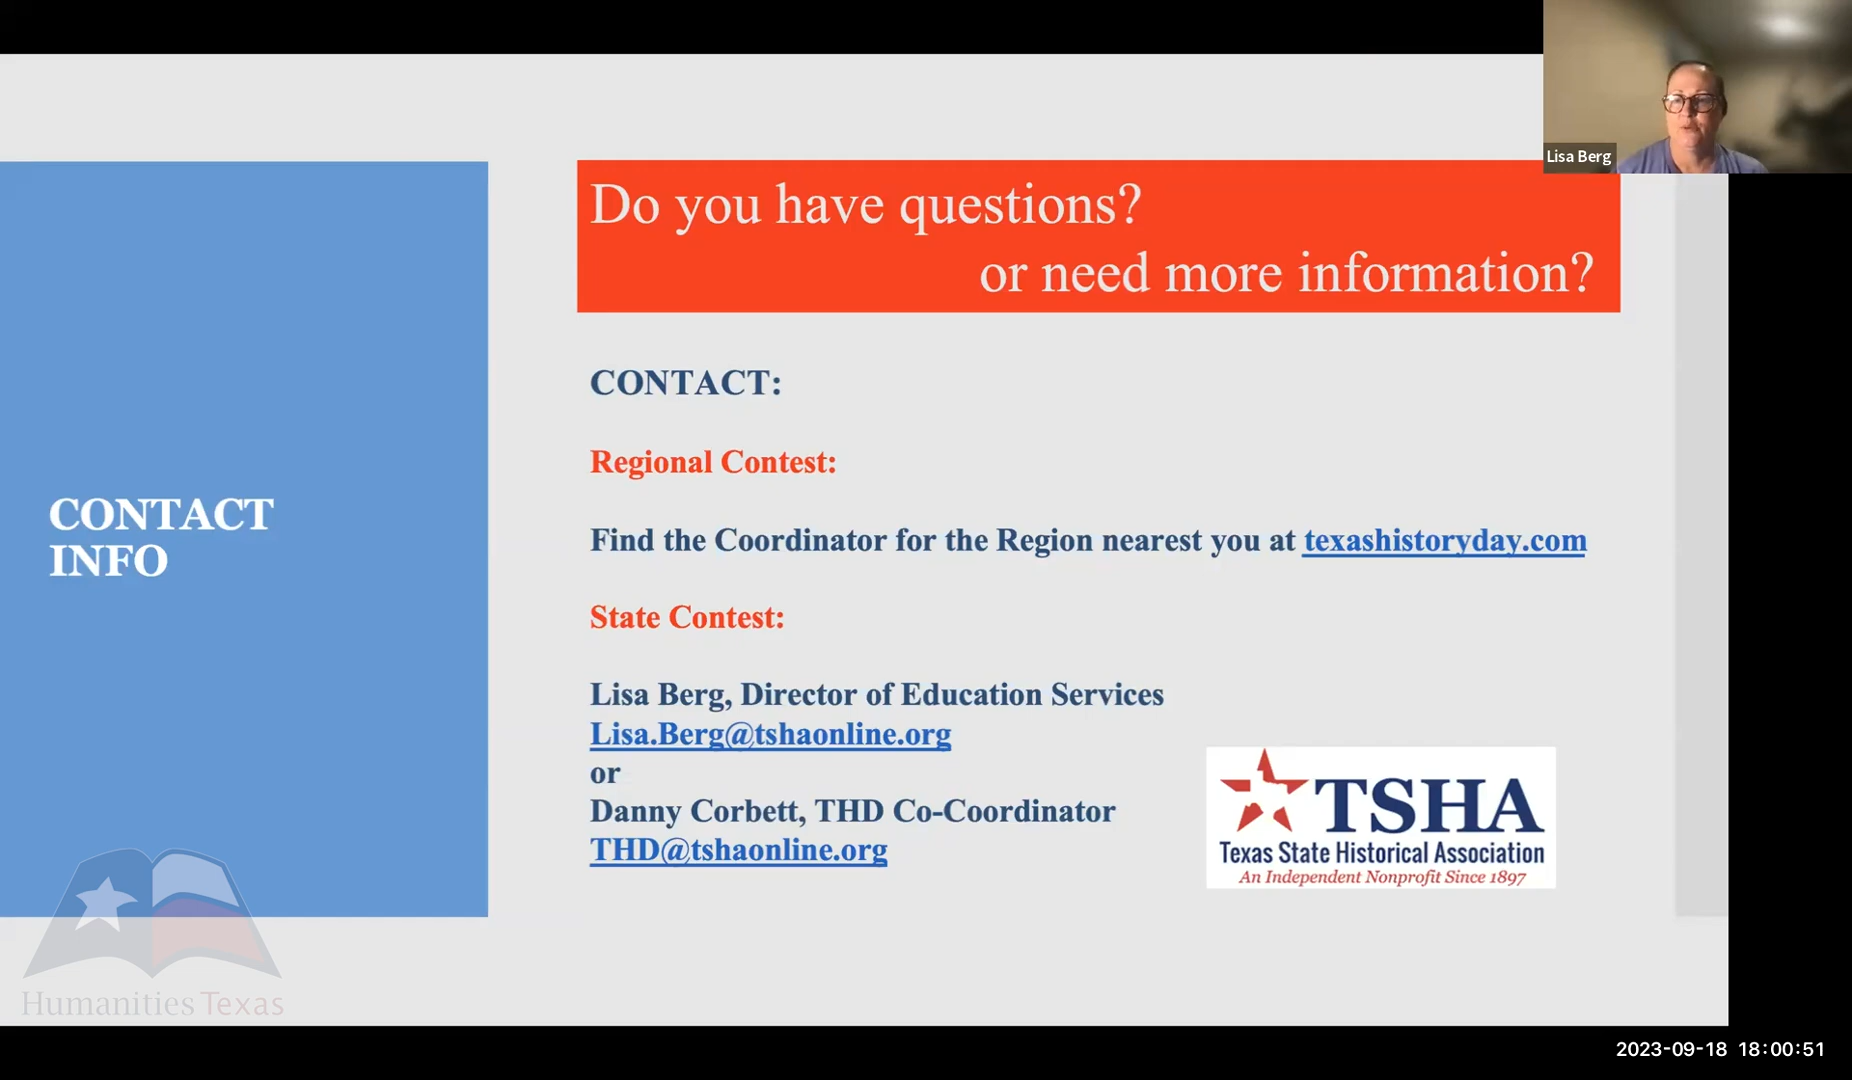 Lisa Berg
Do you have questions?
or need more information?
CONTACT
INFO
CONTACT:
Regional Contest:
Find the Coordinator for the Region nearest you at texashistoryday.com
State Contest:
Lisa Berg, Director of Education Services
Lisa.Berg@tshaonline.org
or
Danny Corbett, THD Co-Coordinator
THD@tshaonline.org
TSHA
Texas State Historical Association
An Independent Nonprofit Since 1897
Humanities Texas
2023-09-18 18:00:51